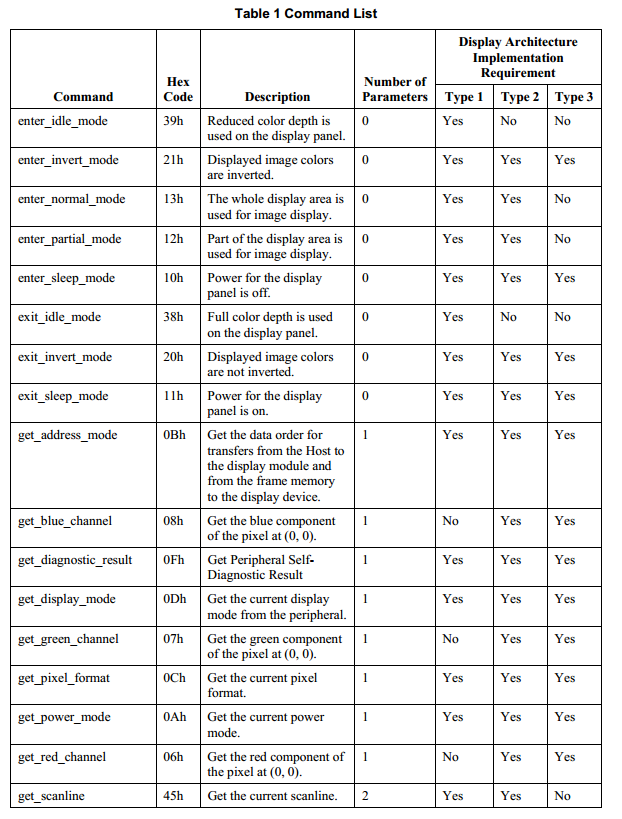 Table 1 Command List
Display Architecture
Implementation
Requirement
Command
Hex
Code
Description
Number of
Parameters
Type 1 Type 2 Type 3
enter_idle_mode 39h Reduced color depth is 0 Yes No No
used on the display panel.
enter_invert_mode 21h Displayed image colors 0 Yes Yes Yes
are inverted.
enter_normal_mode 13h The whole display area is 0 Yes Yes No
used for image display.
enter_partial_mode 12h Part of the display area is 0 Yes Yes No
used for image display.
enter_sleep_mode 10h Power for the display 0 Yes Yes Yes
panel is off.
exit_idle_mode 38h Full color depth is used 0 Yes No No
on the display panel.
exit_invert_mode 20h Displayed image colors 0 Yes Yes Yes
are not inverted.
exit_sleep_mode 11h Power for the display 0 Yes Yes Yes
panel is on.
get_address_mode 0Bh Get the data order for 1 Yes Yes Yes
transfers from the Host to
the display module and
from the frame memory
to the display device.
get_blue_channel 08h Get the blue component 1 No Yes Yes
of the pixel at (0, 0).
get_diagnostic_result 0Fh Get Peripheral Self- 1 Yes Yes Yes
Diagnostic Result
get_display_mode 0Dh Get the current display 1 Yes Yes Yes
mode from the peripheral.
get_green_channel 07h Get the green component 1 No Yes Yes
of the pixel at (0, 0).
get_pixel_format 0Ch Get the current pixel 1 Yes Yes Yes
format.
get_power_mode 0Ah Get the current power 1 Yes Yes Yes
mode.
get_red_channel 06h Get the red component of 1 No Yes Yes
the pixel at (0, 0).
get_scanline 45h Get the current scanline. 2 Yes Yes No